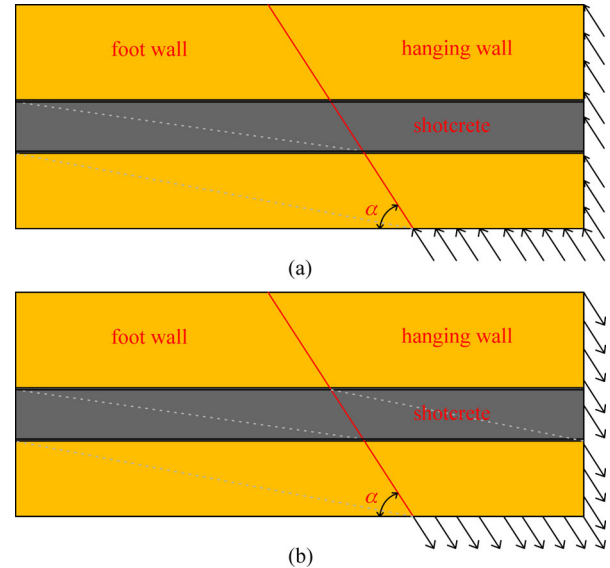 foot wall hanging wall
shotcrete
α
(a)
foot wall hanging wall
shotcrete
α
(b)